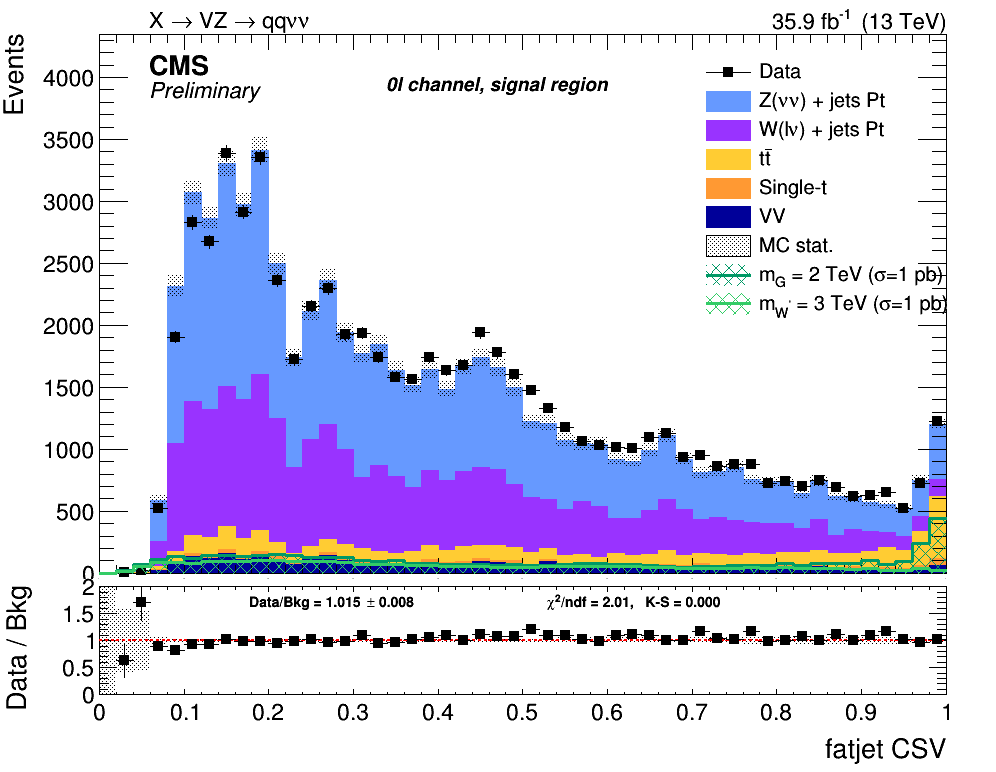 X → VZ → qqνν
35.9 fb⁻¹ (13 TeV)
Events
CMS
Preliminary
0l channel, signal region
Data
Z(νν) + jets Pt
W(lν) + jets Pt
tt̄
Single-t
VV
MC stat.
m_G = 2 TeV (σ=1 pb)
m_W' = 3 TeV (σ=1 pb)
4000
3500
3000
2500
2000
1500
1000
500
0
Data / Bkg
2
1.5
1
0.5
0
Data/Bkg = 1.015 ± 0.008
χ²/ndf = 2.01, K-S = 0.000
0 0.1 0.2 0.3 0.4 0.5 0.6 0.7 0.8 0.9 1
fatjet CSV